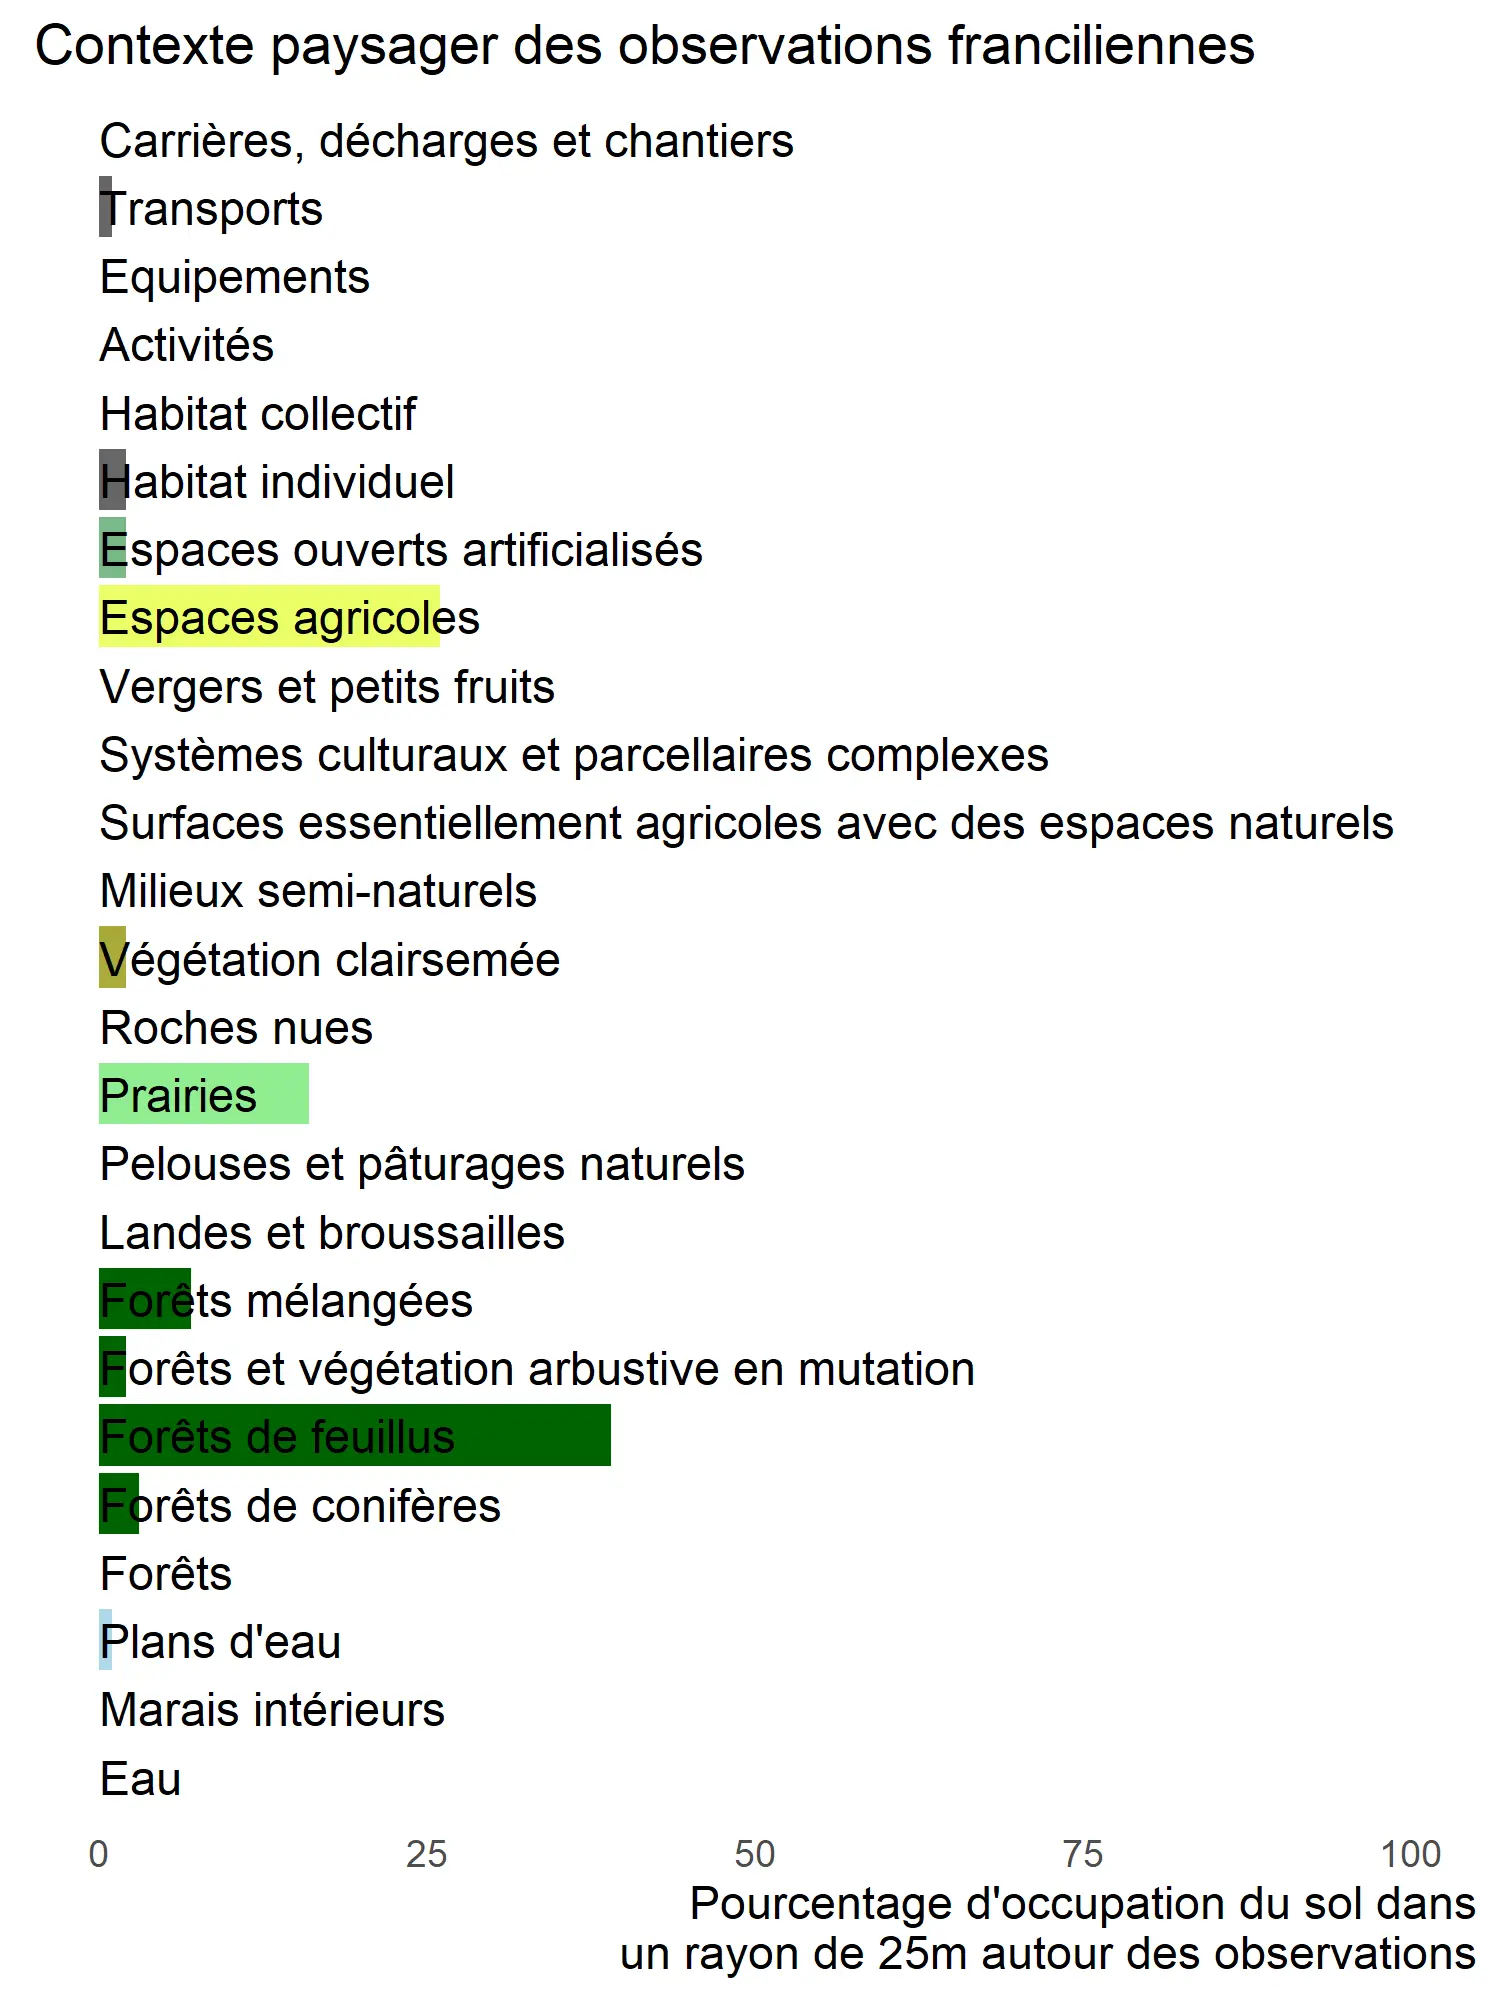 Contexte paysager des observations franciliennes
Carrières, décharges et chantiers
Transports
Equipements
Activités
Habitat collectif
Habitat individuel
Espaces ouverts artificialisés
Espaces agricoles
Vergers et petits fruits
Systèmes culturaux et parcellaires complexes
Surfaces essentiellement agricoles avec des espaces naturels
Milieux semi-naturels
Végétation clairsemée
Roches nues
Prairies
Pelouses et pâturages naturels
Landes et broussailles
Forêts mélangées
Forêts et végétation arbustive en mutation
Forêts de feuillus
Forêts de conifères
Forêts
Plans d'eau
Marais intérieurs
Eau
0 25 50 75 100
Pourcentage d'occupation du sol dans
un rayon de 25m autour des observations